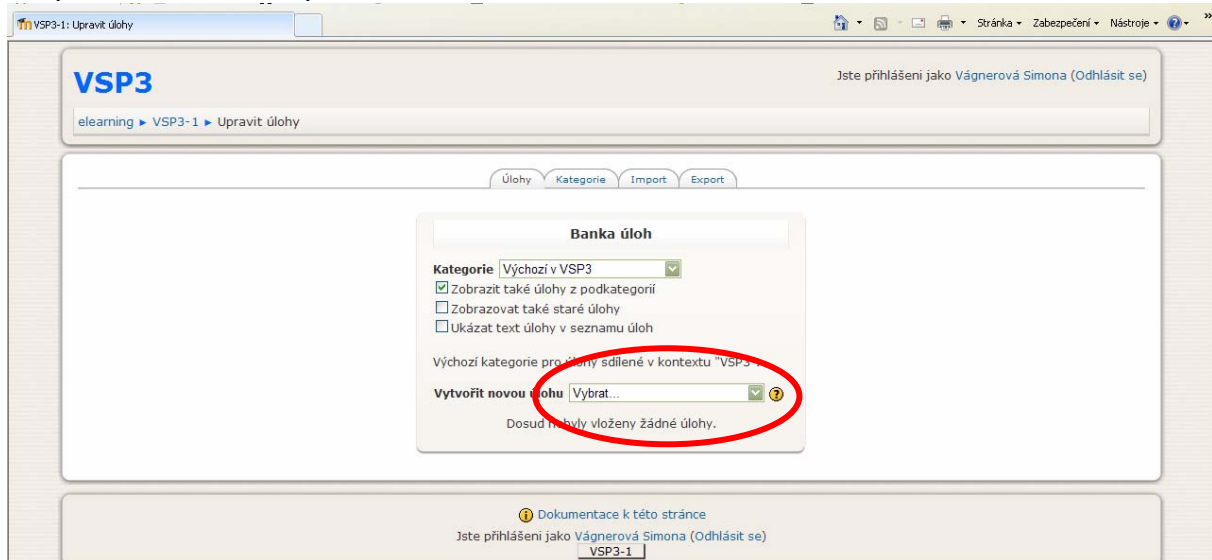 VSP3-1: Upravit úlohy
Stránka
Zabezpečení
Nástroje
»
VSP3
Jste přihlášeni jako Vágnerová Simona (Odhlásit se)
elearning ► VSP3-1 ► Upravit úlohy
Úlohy Kategorie Import Export
Banka úloh
Kategorie Výchozí v VSP3
Zobrazit také úlohy z podkategorií
Zobrazovat také staré úlohy
Ukázat text úlohy v seznamu úloh
Výchozí kategorie pro úlohy sdílené v kontextu "VSP3-1".
Vytvořit novou úlohu Vybrat... ?
Dosud nebyly vloženy žádné úlohy.
Dokumentace k této stránce
Jste přihlášeni jako Vágnerová Simona (Odhlásit se)
VSP3-1